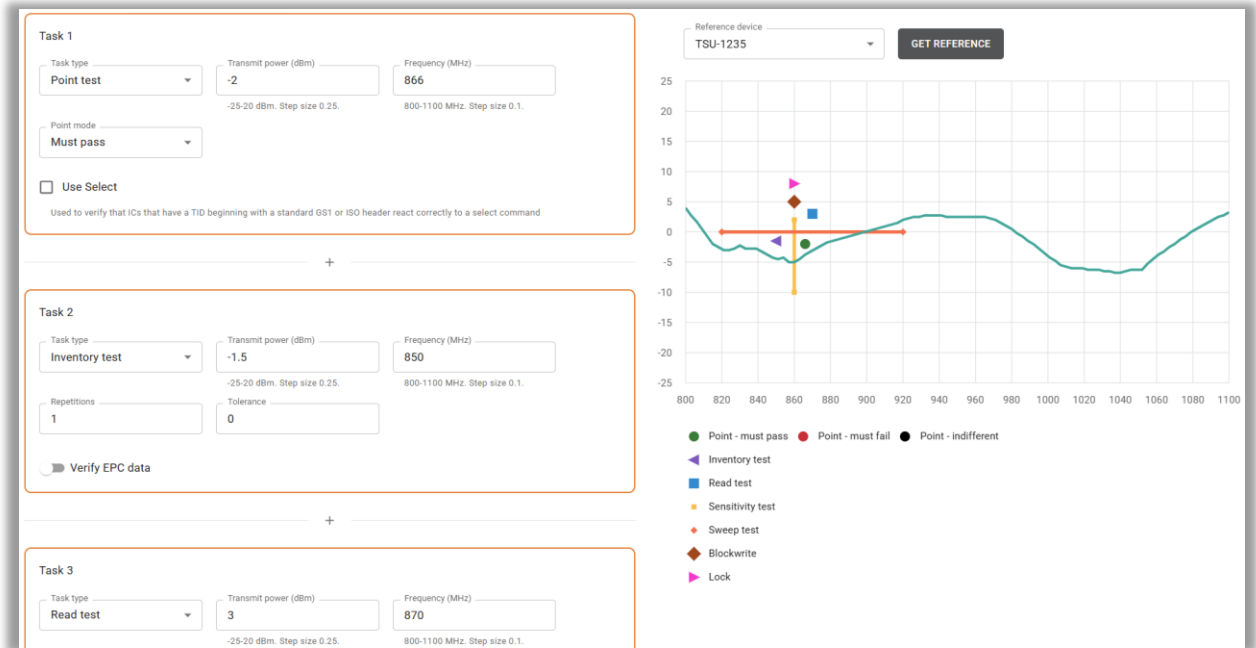 Task 1
Task type
Point test
Transmit power (dBm)
-2
-25-20 dBm. Step size 0.25.
Frequency (MHz)
866
800-1100 MHz. Step size 0.1.
Point mode
Must pass
Use Select
Used to verify that ICs that have a TID beginning with a standard GS1 or ISO header react correctly to a select command
+
Task 2
Task type
Inventory test
Transmit power (dBm)
-1.5
-25-20 dBm. Step size 0.25.
Frequency (MHz)
850
800-1100 MHz. Step size 0.1.
Repetitions
1
Tolerance
0
Verify EPC data
+
Task 3
Task type
Read test
Transmit power (dBm)
3
-25-20 dBm. Step size 0.25.
Frequency (MHz)
870
800-1100 MHz. Step size 0.1.
Reference device
TSU-1235
GET REFERENCE
25
20
15
10
5
0
-5
-10
-15
-20
-25
800 820 840 860 880 900 920 940 960 980 1000 1020 1040 1060 1080 1100
Point - must pass Point - must fail Point - indifferent
Inventory test
Read test
Sensitivity test
Sweep test
Blockwrite
Lock